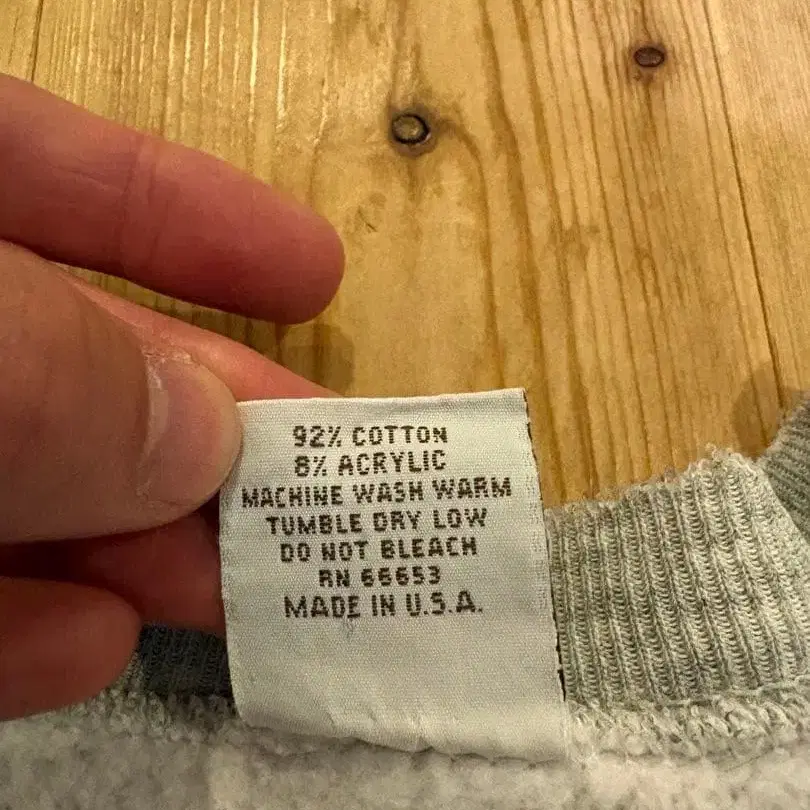 92% COTTON
8% ACRYLIC
MACHINE WASH WARM
TUMBLE DRY LOW
DO NOT BLEACH
RN 66653
MADE IN U.S.A.